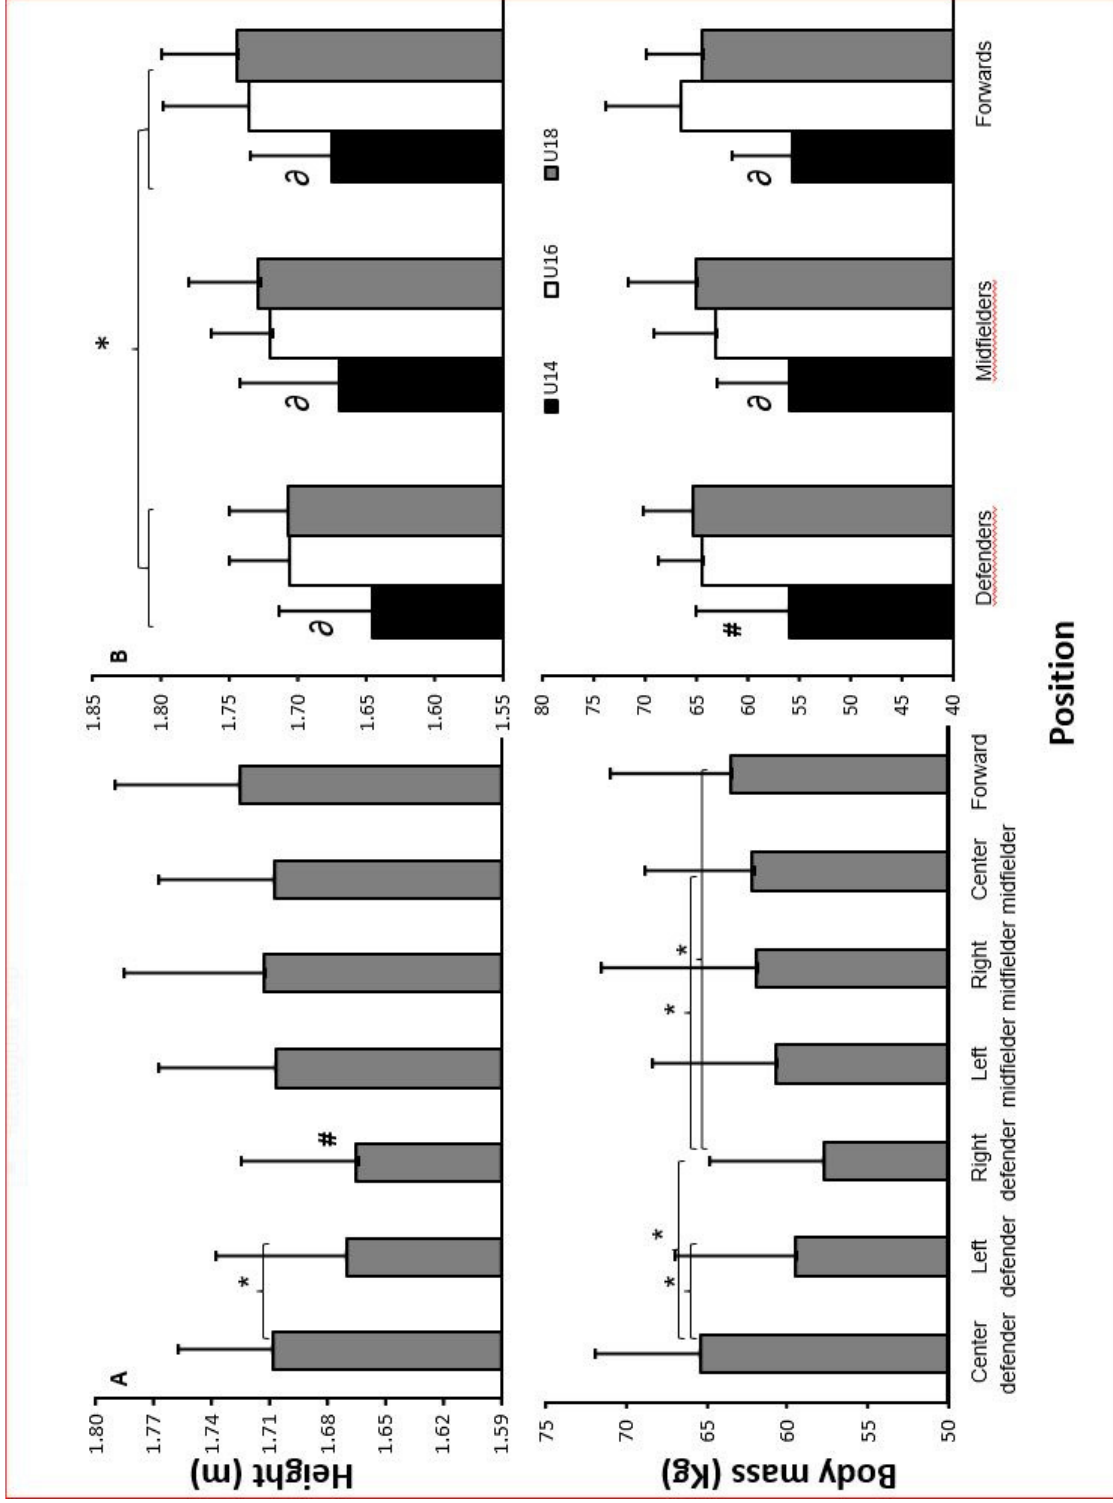 A
Height (m)
1.80
1.77
1.74
1.71
1.68
1.65
1.62
1.59
*
#
B
1.85
1.80
1.75
1.70
1.65
1.60
1.55
*
∂
∂
∂
U14
U16
U18
Body mass (Kg)
75
70
65
60
55
50
*
*
*
*
Center defender
Left defender
Right defender
Left midfielder
Right midfielder
Center midfielder
Forward
80
75
70
65
60
55
50
45
40
#
∂
∂
Defenders
Midfielders
Forwards
Position